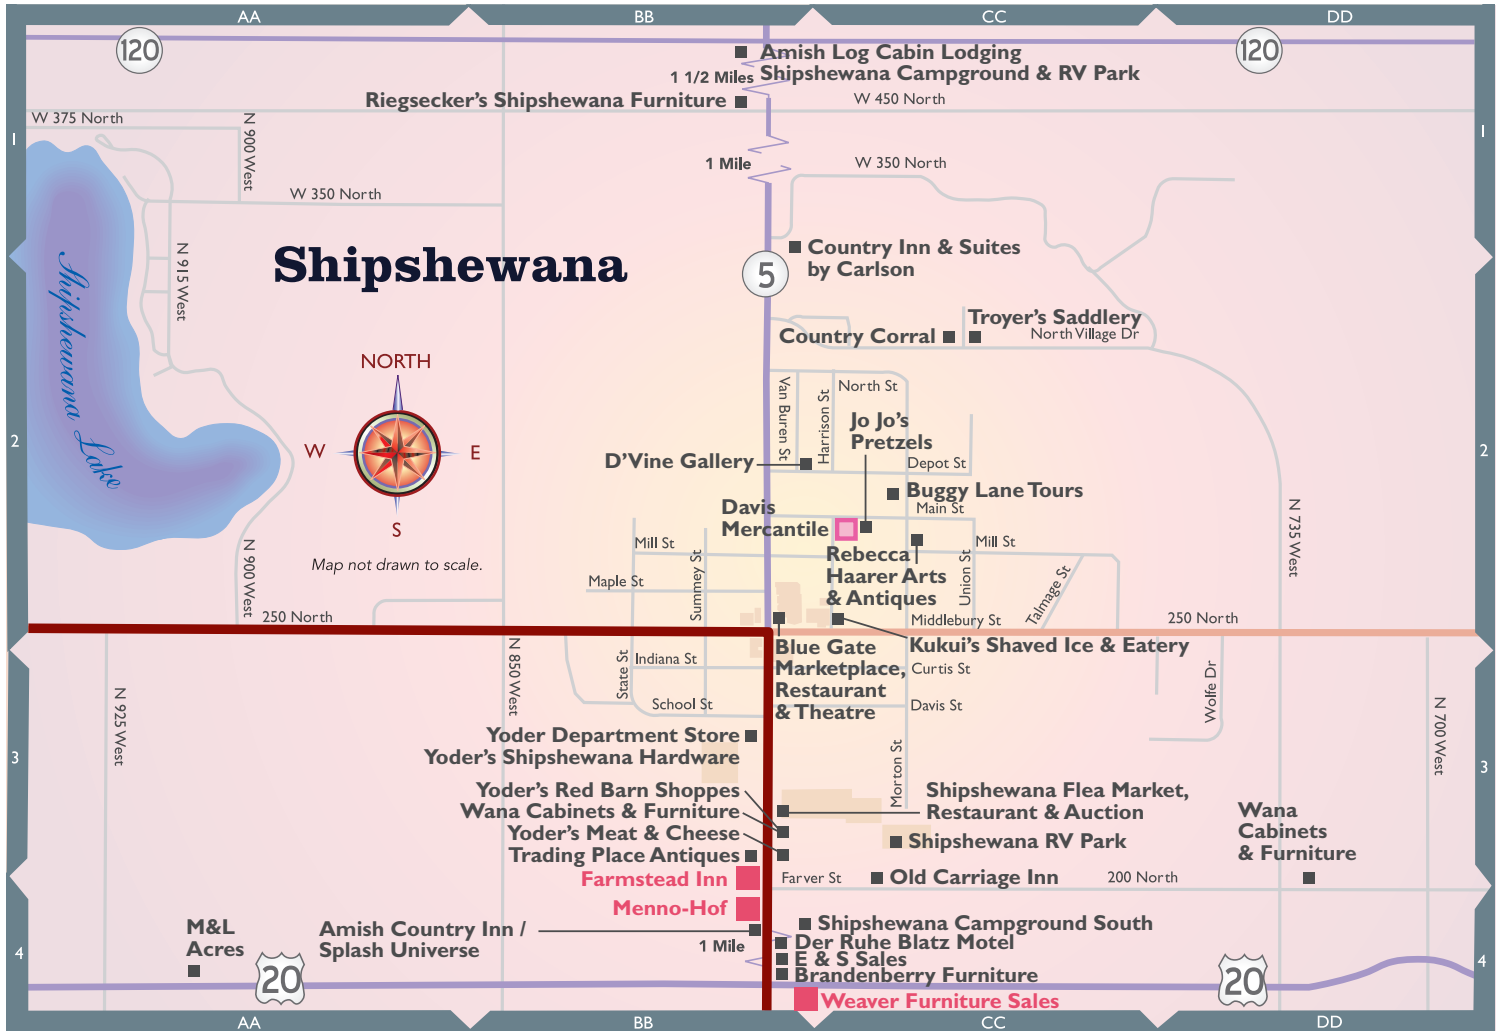 AA
BB
CC
DD
120
120
Amish Log Cabin Lodging
1 1/2 Miles
Shipshewana Campground & RV Park
Riegsecker's Shipshewana Furniture
W 450 North
W 375 North
1
1
N 900 West
1 Mile
W 350 North
W 350 North
Shipshewana Lake
N 915 West
Shipshewana
5
Country Inn & Suites
by Carlson
Troyer's Saddlery
Country Corral
North Village Dr
NORTH
W
E
S
Map not drawn to scale.
Van Buren St
Harrison St
North St
Jo Jo's
Pretzels
2
2
D'Vine Gallery
Depot St
Buggy Lane Tours
Main St
Davis
Mercantile
N 735 West
Mill St
Mill St
Rebecca
Haarer Arts
& Antiques
Maple St
Summey St
Union St
Talmage St
N 900 West
250 North
Middlebury St
250 North
Kukui's Shaved Ice & Eatery
Blue Gate
Marketplace,
Restaurant
& Theatre
N 850 West
State St
Indiana St
Curtis St
School St
Davis St
Wolfe Dr
N 925 West
N 700 West
Morton St
Yoder Department Store
Yoder's Shipshewana Hardware
3
3
Yoder's Red Barn Shoppes
Wana Cabinets & Furniture
Yoder's Meat & Cheese
Trading Place Antiques
Shipshewana Flea Market,
Restaurant & Auction
Shipshewana RV Park
Wana
Cabinets
& Furniture
Farmstead Inn
Farver St
Old Carriage Inn
200 North
Menno-Hof
M&L
Acres
Amish Country Inn /
Splash Universe
1 Mile
Shipshewana Campground South
Der Ruhe Blatz Motel
E & S Sales
Brandenberry Furniture
Weaver Furniture Sales
4
4
20
20
AA
BB
CC
DD